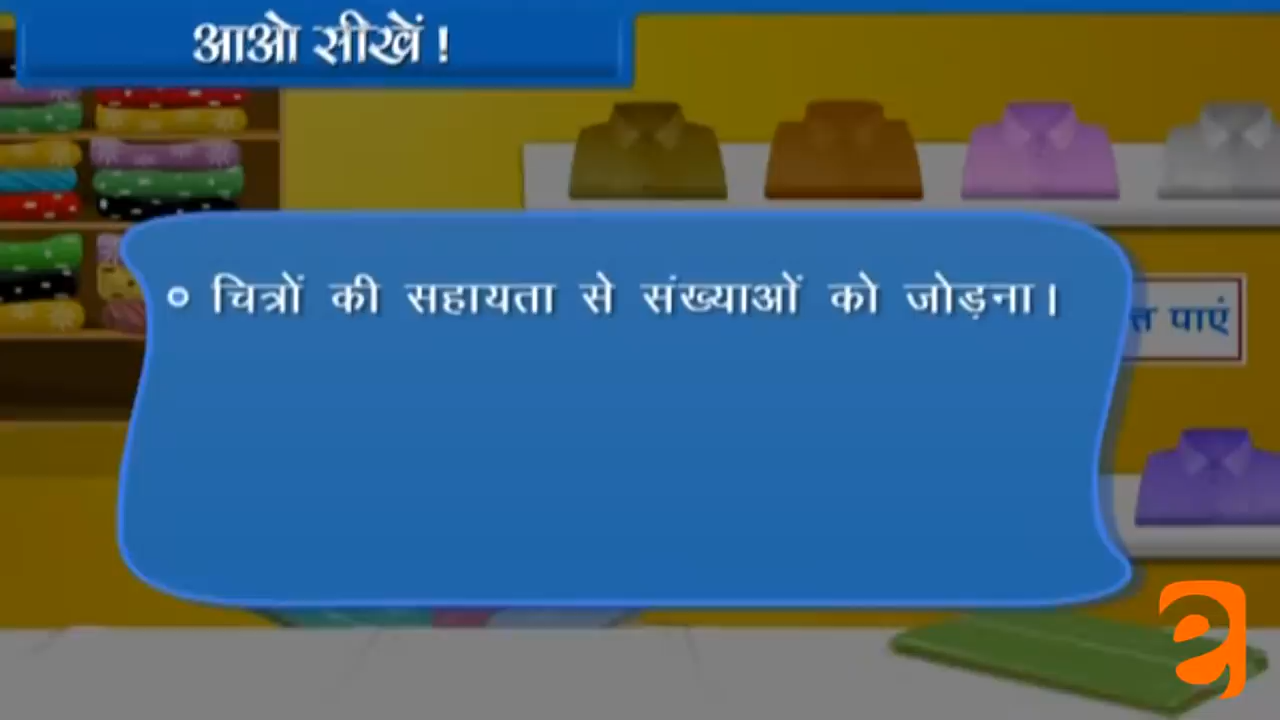 आओ सीखें !
चित्रों की सहायता से संख्याओं को जोड़ना।
पाएं